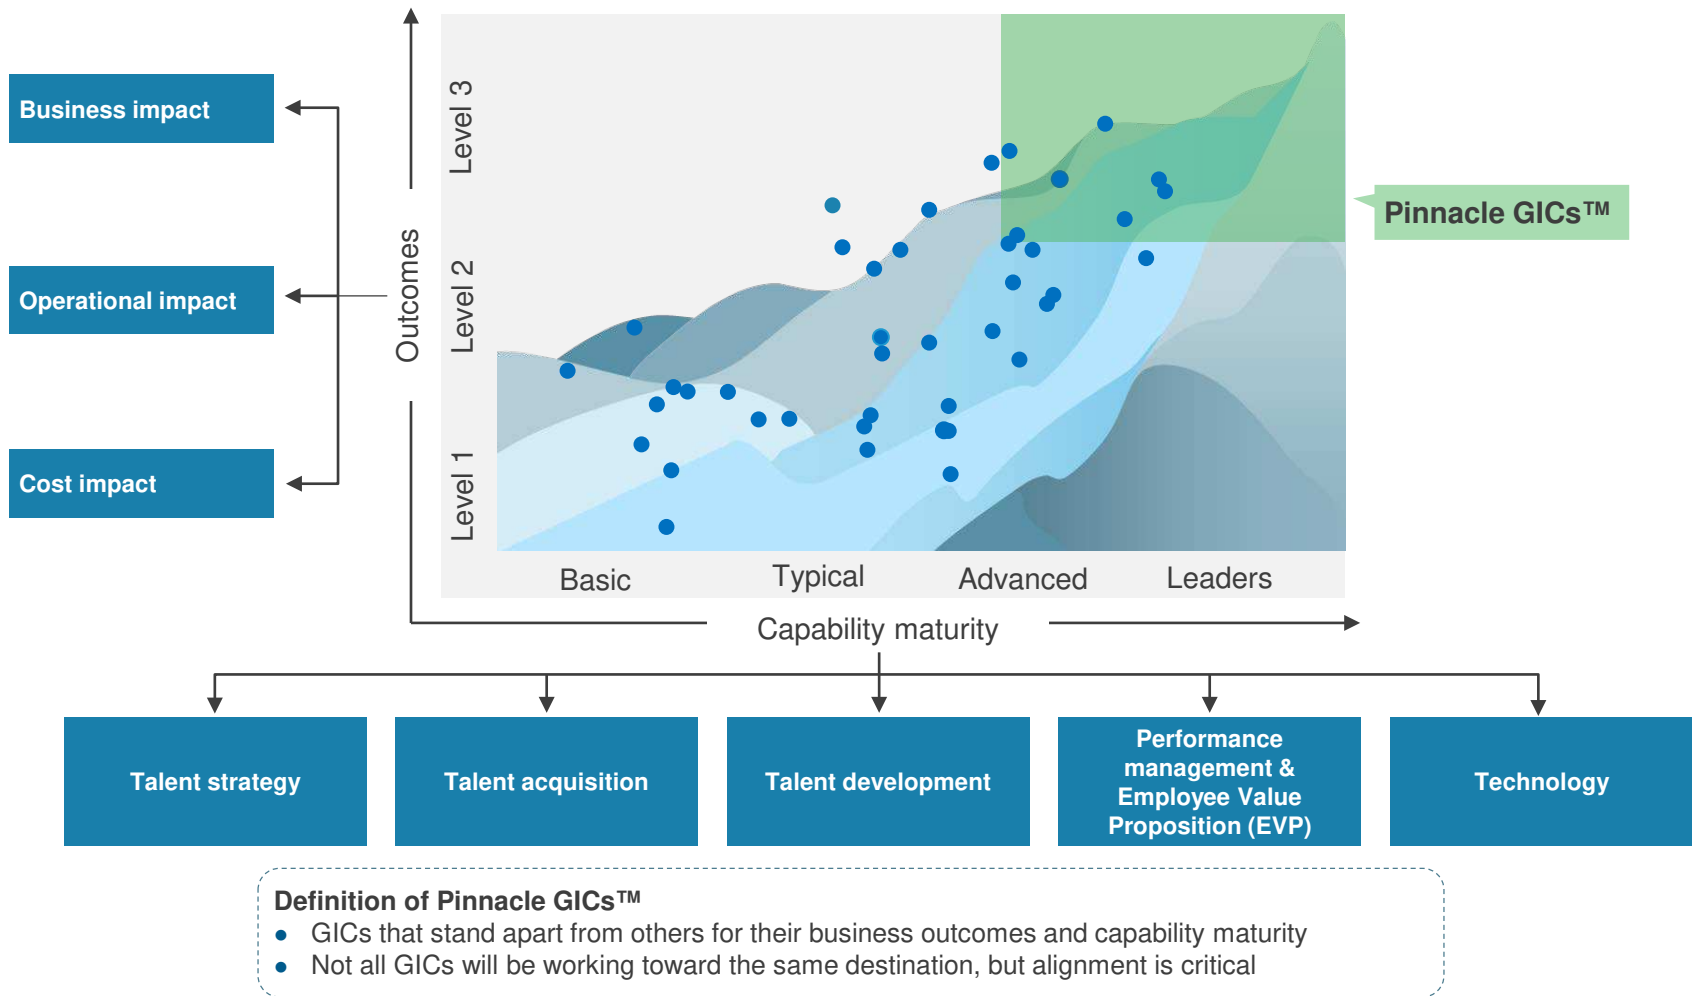 Business impact
Operational impact
Cost impact
Outcomes
Level 3
Level 2
Level 1
Pinnacle GICs™
Basic
Typical
Advanced
Leaders
Capability maturity
Talent strategy
Talent acquisition
Talent development
Performance
management &
Employee Value
Proposition (EVP)
Technology
Definition of Pinnacle GICs™
● GICs that stand apart from others for their business outcomes and capability maturity
● Not all GICs will be working toward the same destination, but alignment is critical